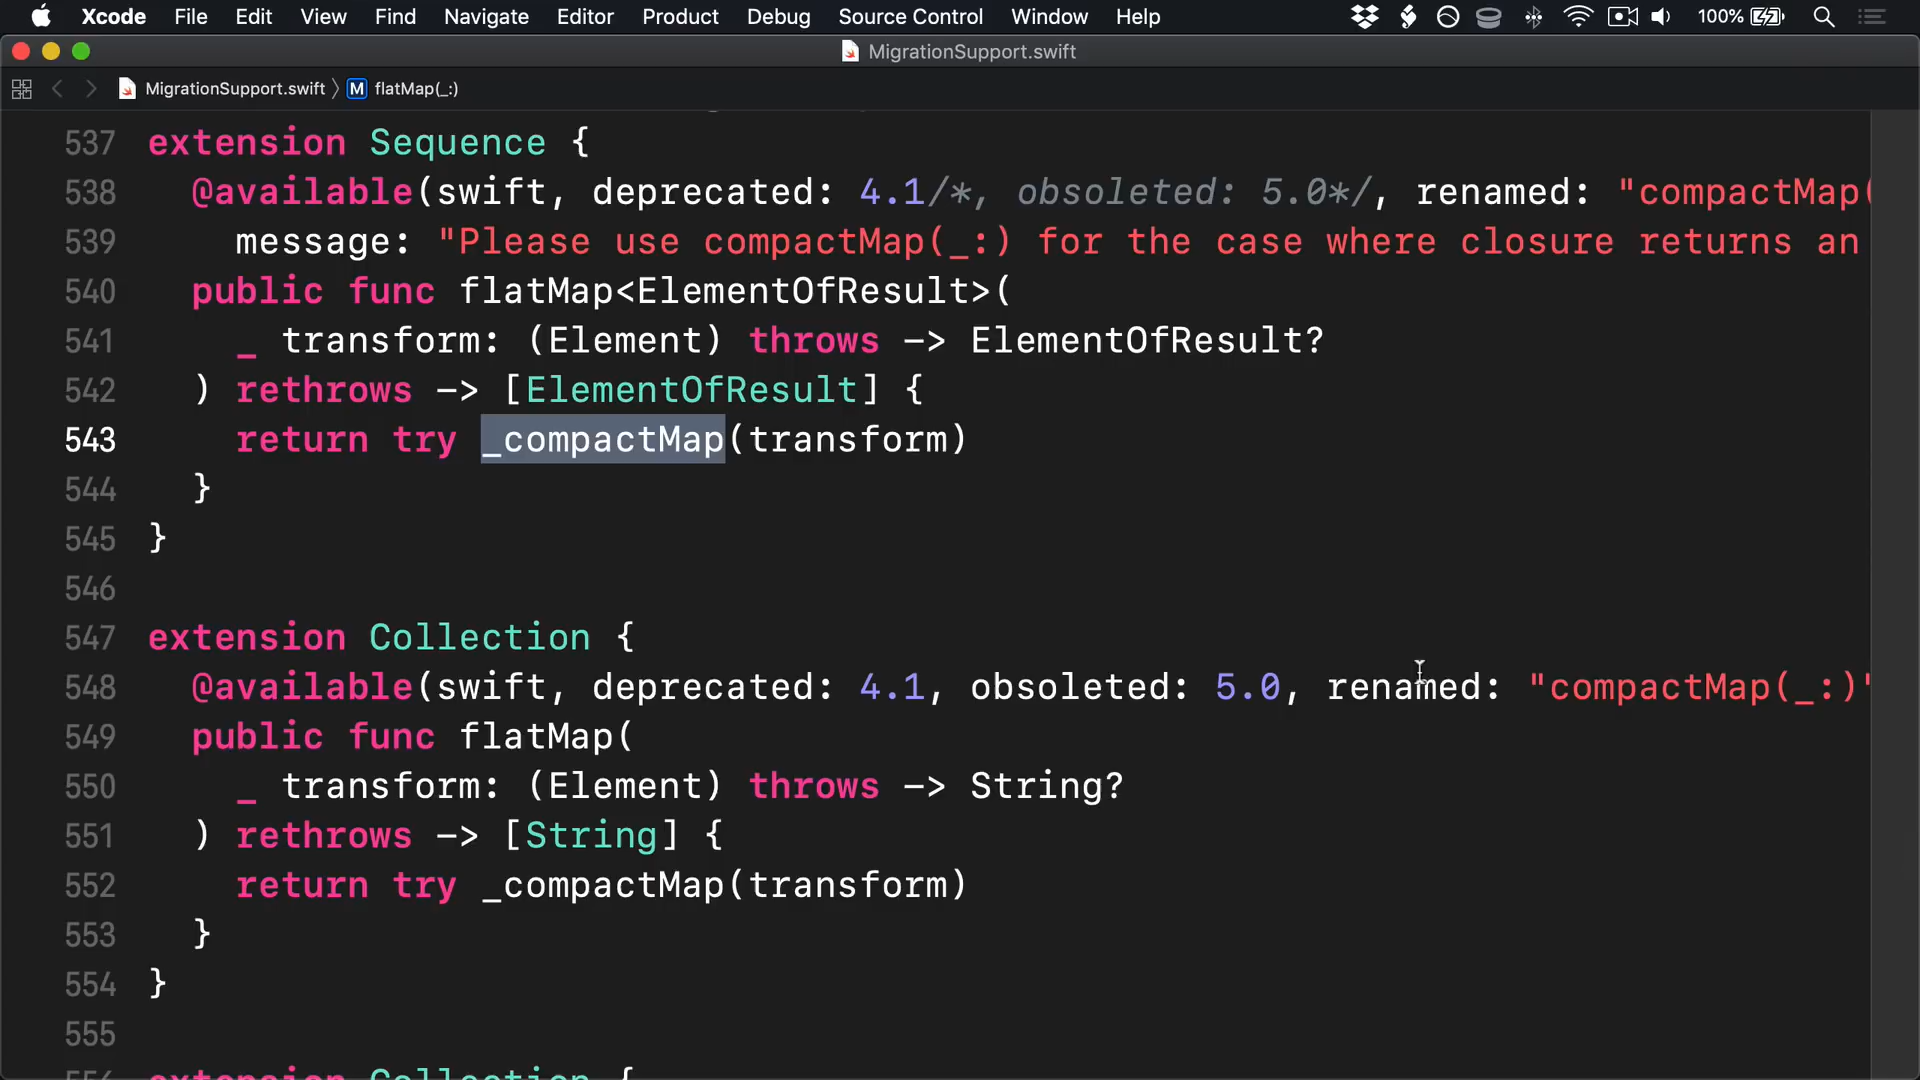 Xcode File Edit View Find Navigate Editor Product Debug Source Control Window Help 100%
MigrationSupport.swift
MigrationSupport.swift 〉 M flatMap(_:)
537 extension Sequence {
538 @available(swift, deprecated: 4.1/*, obsoleted: 5.0*/, renamed: "compactMap(
539 message: "Please use compactMap(_:) for the case where closure returns an
540 public func flatMap<ElementOfResult>(
541 _ transform: (Element) throws -> ElementOfResult?
542 ) rethrows -> [ElementOfResult] {
543 return try _compactMap(transform)
544 }
545 }
546
547 extension Collection {
548 @available(swift, deprecated: 4.1, obsoleted: 5.0, renamed: "compactMap(_:)"
549 public func flatMap(
550 _ transform: (Element) throws -> String?
551 ) rethrows -> [String] {
552 return try _compactMap(transform)
553 }
554 }
555
556 extension Collection {